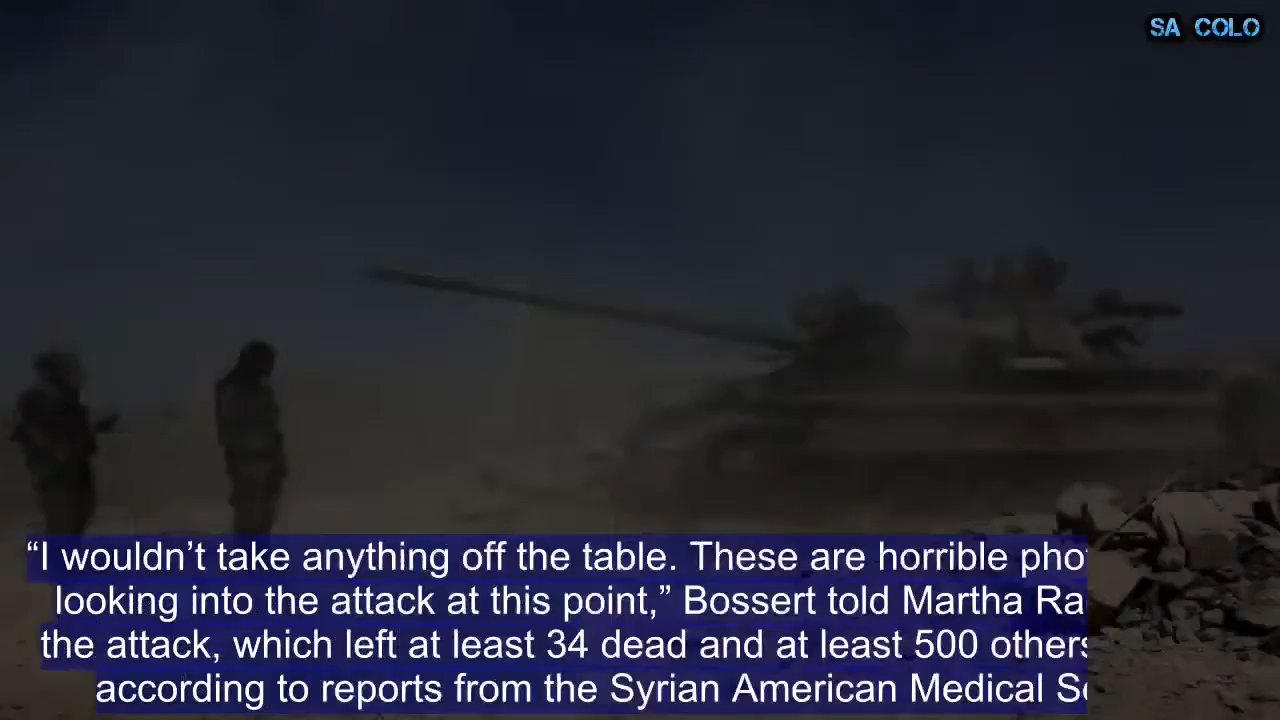 SA COLO
“I wouldn’t take anything off the table. These are horrible
looking into the attack at this point,” Bossert told Martha
the attack, which left at least 34 dead and at least 500 others
according to reports from the Syrian American Medical